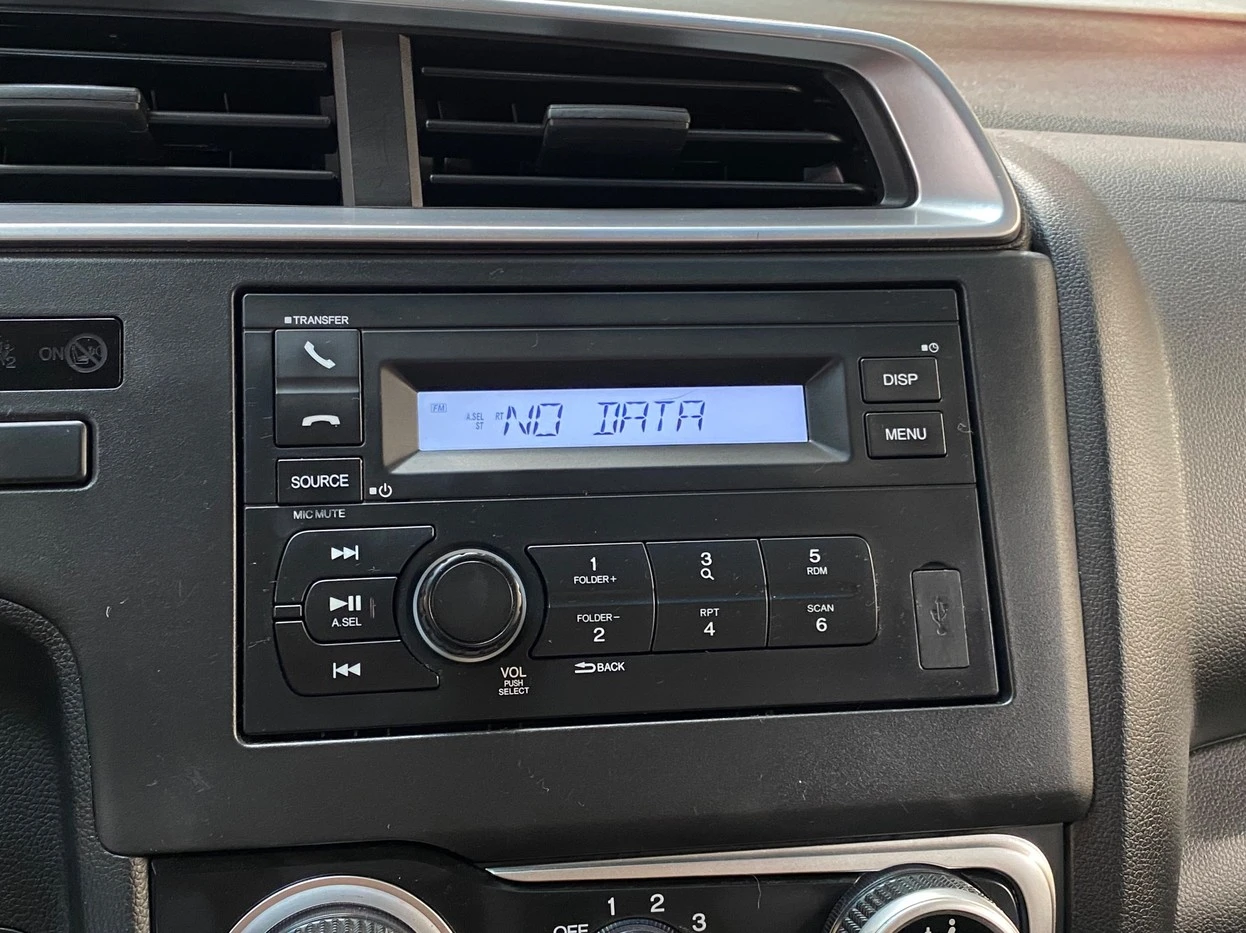 TRANSFER
ON
FM
A.SEL
ST
RT
NO DATA
DISP
MENU
SOURCE
MIC MUTE
A.SEL
VOL
PUSH
SELECT
1
FOLDER+
FOLDER−
2
BACK
3
RPT
4
5
RDM
SCAN
6
OFF
1
2
3